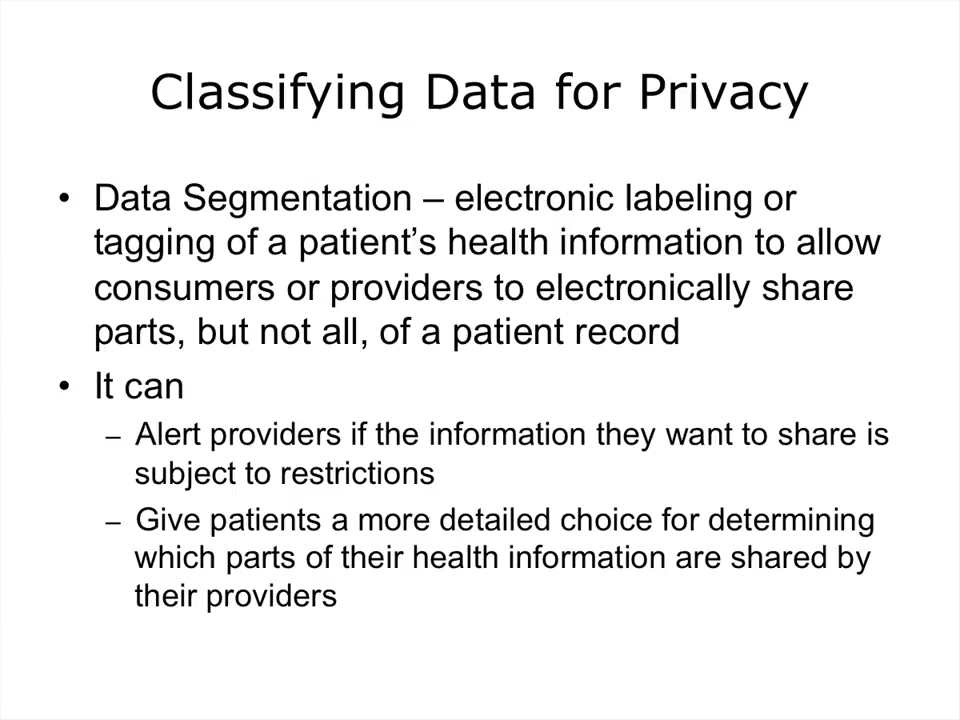 Classifying Data for Privacy
• Data Segmentation – electronic labeling or
tagging of a patient’s health information to allow
consumers or providers to electronically share
parts, but not all, of a patient record
• It can
– Alert providers if the information they want to share is
subject to restrictions
– Give patients a more detailed choice for determining
which parts of their health information are shared by
their providers